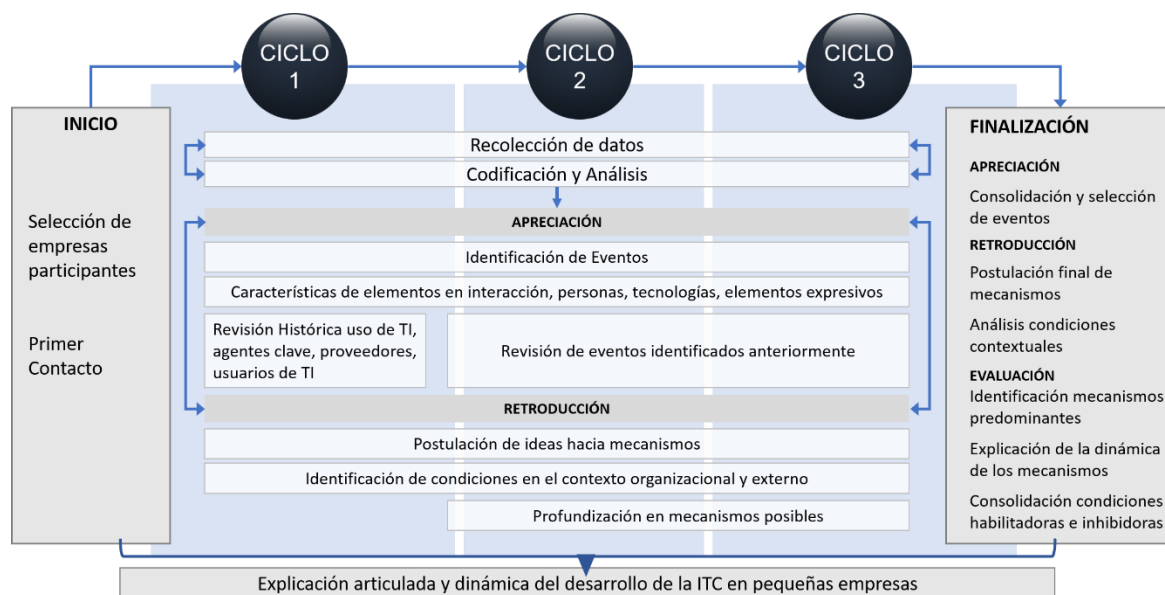 CICLO
1
CICLO
2
CICLO
3
INICIO
Selección de
empresas
participantes
Primer
Contacto
Recolección de datos
Codificación y Análisis
APRECIACIÓN
Identificación de Eventos
Características de elementos en interacción, personas, tecnologías, elementos expresivos
Revisión Histórica uso de TI,
agentes clave, proveedores,
usuarios de TI
Revisión de eventos identificados anteriormente
RETRODUCCIÓN
Postulación de ideas hacia mecanismos
Identificación de condiciones en el contexto organizacional y externo
Profundización en mecanismos posibles
FINALIZACIÓN
APRECIACIÓN
Consolidación y selección
de eventos
RETRODUCCIÓN
Postulación final de
mecanismos
Análisis condiciones
contextuales
EVALUACIÓN
Identificación mecanismos
predominantes
Explicación de la dinámica
de los mecanismos
Consolidación condiciones
habilitadoras e inhibidoras
Explicación articulada y dinámica del desarrollo de la ITC en pequeñas empresas